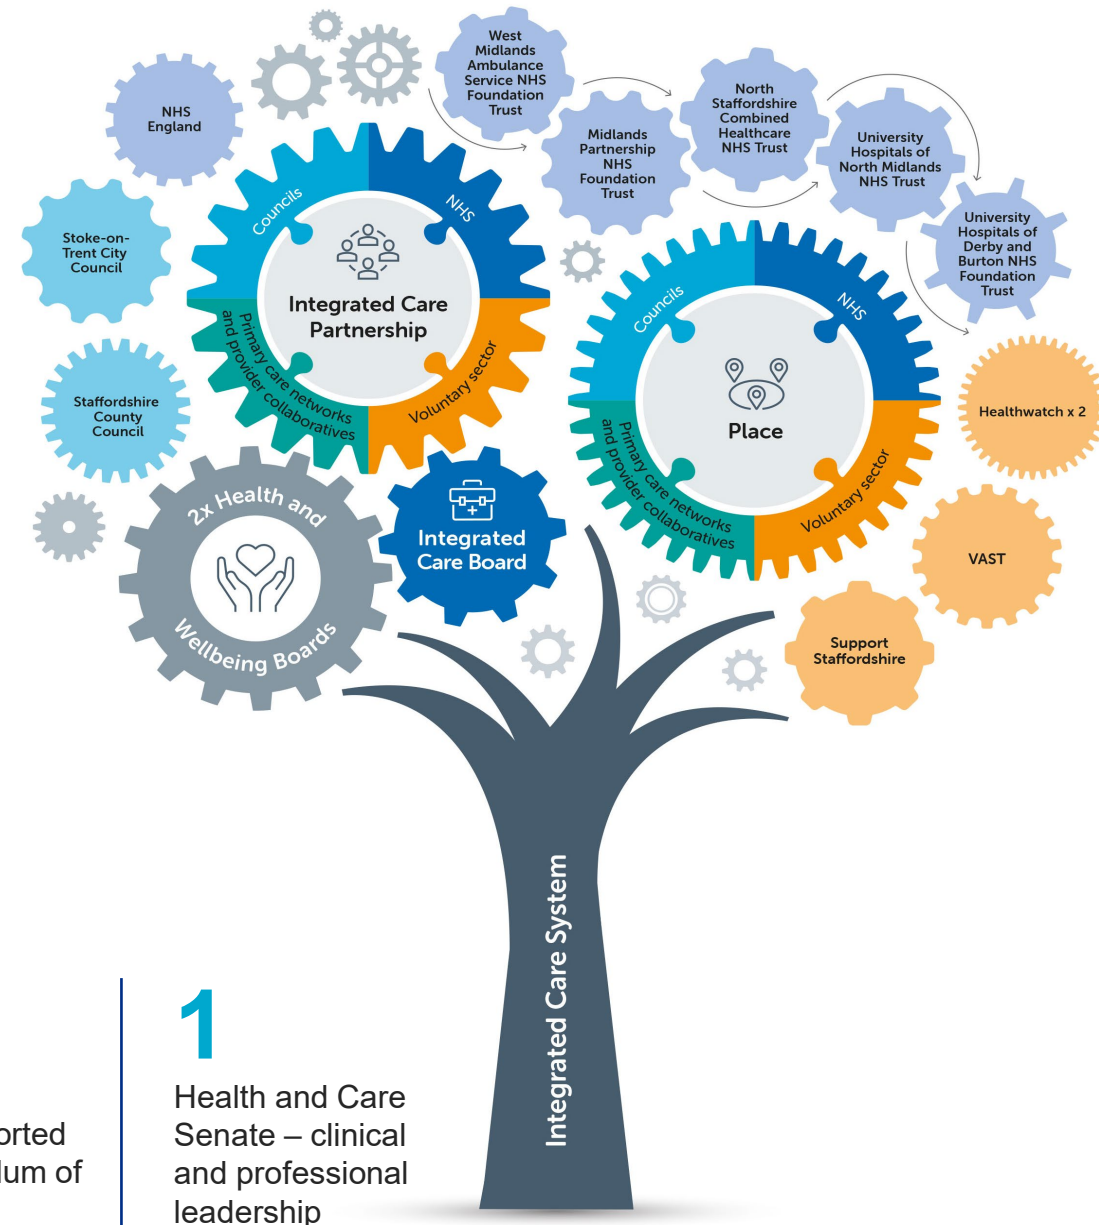 West
Midlands
Ambulance
Service NHS
Foundation
Trust
NHS
England
Midlands
Partnership
NHS
Foundation
Trust
North
Staffordshire
Combined
Healthcare
NHS Trust
University
Hospitals of
North Midlands
NHS Trust
University
Hospitals of
Derby and
Burton NHS
Foundation
Trust
Stoke-on-
Trent City
Council
Staffordshire
County
Council
Councils
NHS
Integrated Care
Partnership
Primary care networks
and provider collaboratives
Voluntary sector
Councils
NHS
Place
Primary care networks
and provider collaboratives
Voluntary sector
Healthwatch x 2
VAST
Support
Staffordshire
2x Health and
Wellbeing Boards
Integrated
Care Board
Integrated Care System
1
Health and Care
Senate – clinical
and professional
leadership
orted
lum of